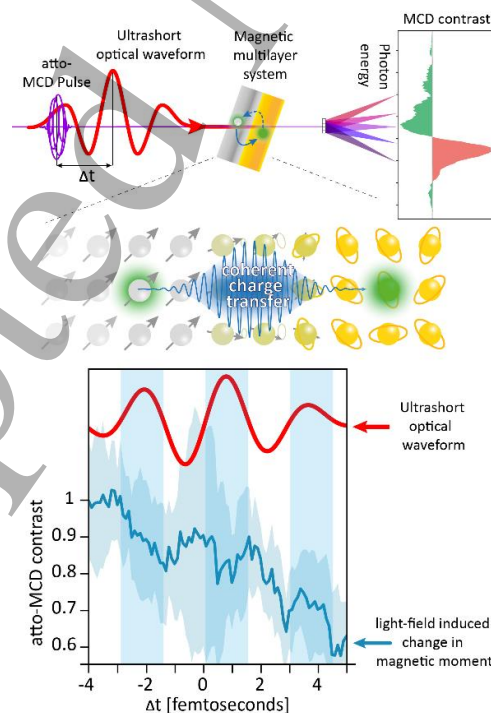 MCD contrast
Ultrashort
optical waveform
Magnetic
multilayer
system
atto-
MCD Pulse
Photon
energy
Δt
coherent
charge
transfer
Ultrashort
optical
waveform
atto-MCD contrast
1
0.9
0.8
0.7
0.6
light-field induced
change in
magnetic moment
-4
-2
0
2
4
Δt [femtoseconds]